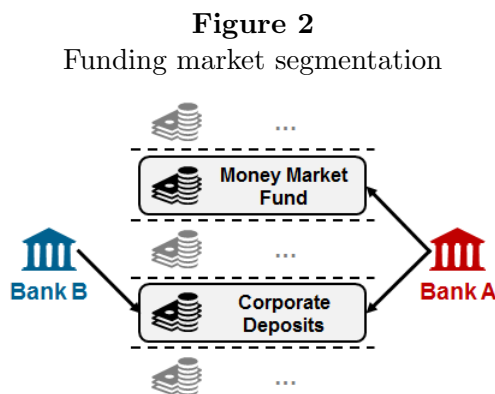 Figure 2
Funding market segmentation
...
Money Market
Fund
...
Bank B
Bank A
Corporate
Deposits
...